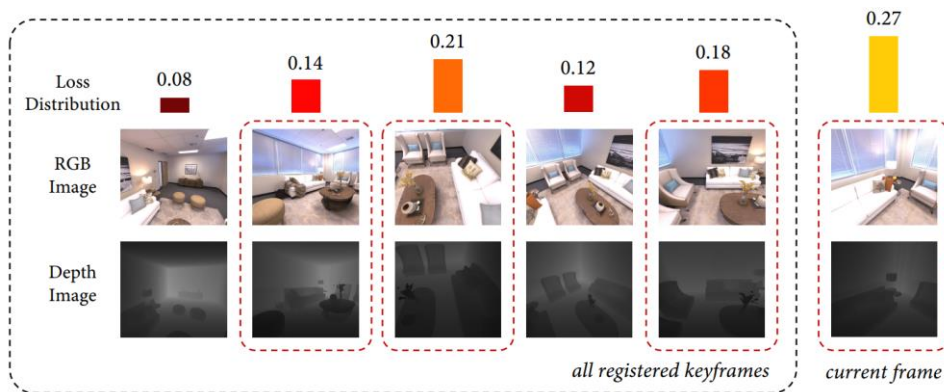 0.08
0.14
0.21
0.12
0.18
0.27
Loss
Distribution
RGB
Image
Depth
Image
all registered keyframes
current frame